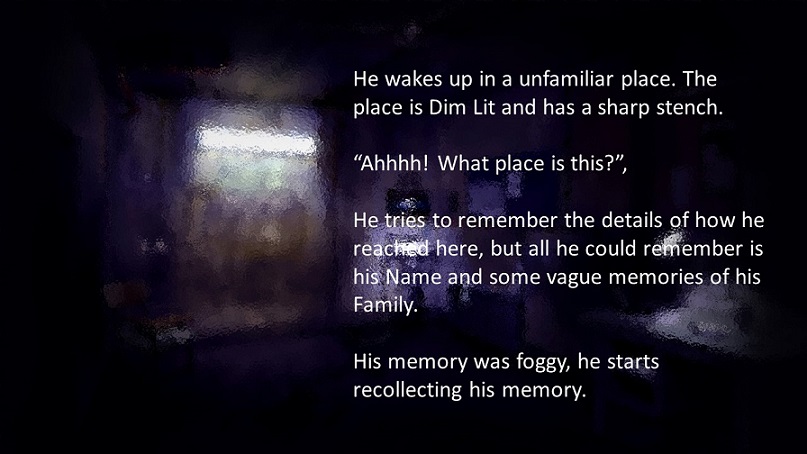 He wakes up in a unfamiliar place. The
place is Dim Lit and has a sharp stench.
“Ahhhh! What place is this?”,
He tries to remember the details of how he
reached here, but all he could remember is
his Name and some vague memories of his
Family.
His memory was foggy, he starts
recollecting his memory.